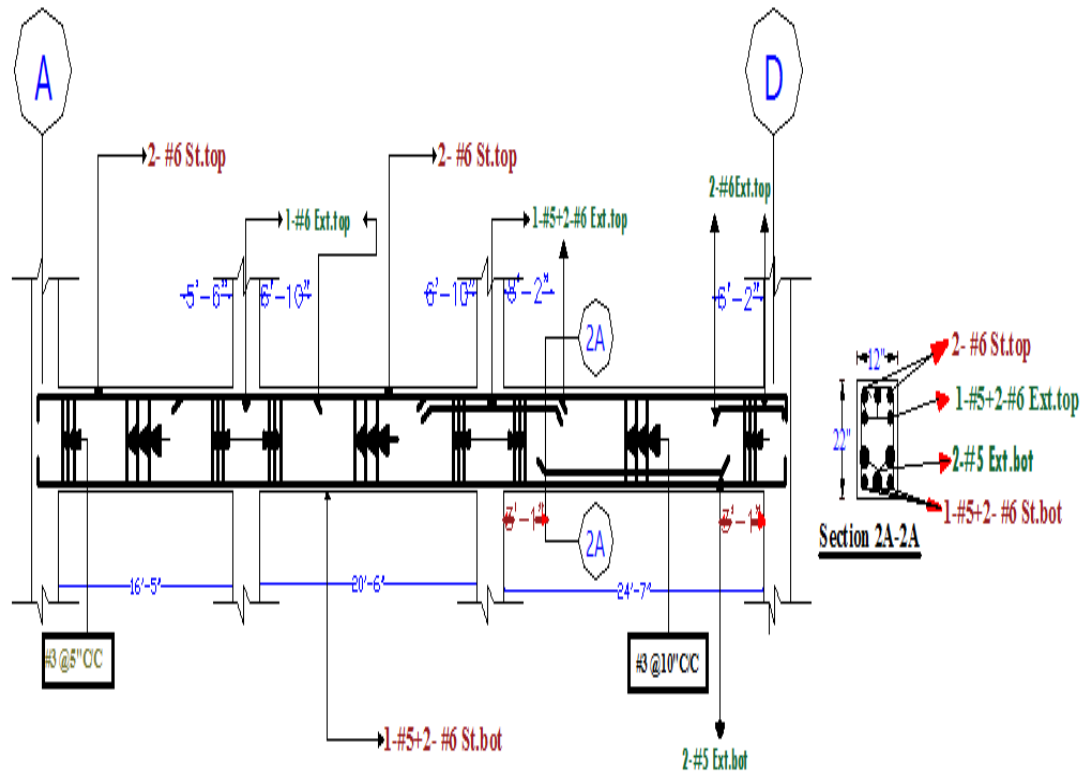 A
D
2- #6 St.top
2- #6 St.top
2-#6Ext.top
1-#6 Ext.top
1-#5+2-#6 Ext.top
5'-6"
6'-10"
6'-10"
8'-2"
6'-2"
2A
2- #6 St.top
12"
1-#5+2-#6 Ext.top
22"
2-#5 Ext.bot
1-#5+2- #6 St.bot
Section 2A-2A
3'-1"
3'-1"
2A
16'-5"
20'-6"
24'-7"
#3 @5"C/C
#3 @10"C/C
1-#5+2- #6 St.bot
2-#5 Ext.bot